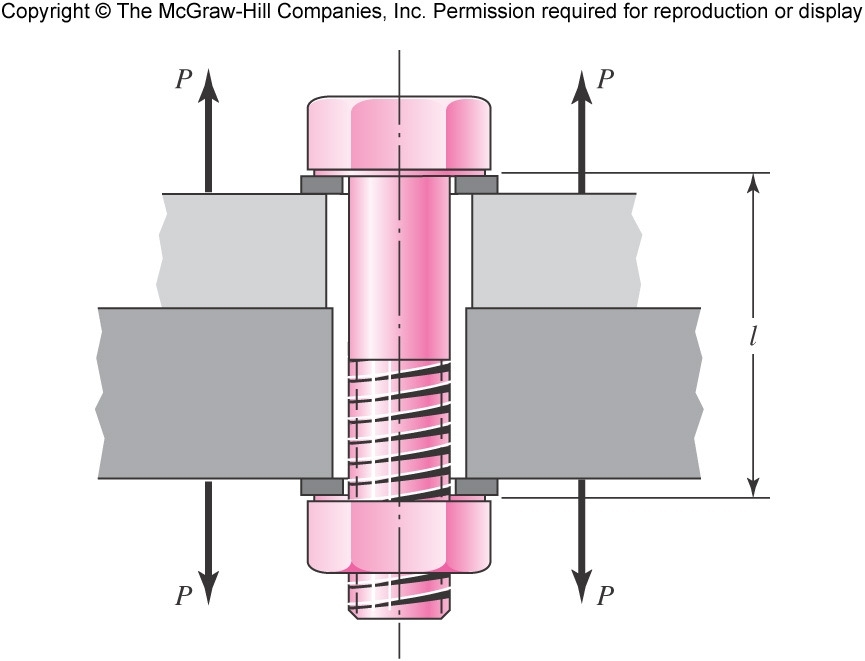 Copyright © The McGraw-Hill Companies, Inc. Permission required for reproduction or display
P
P
l
P
P